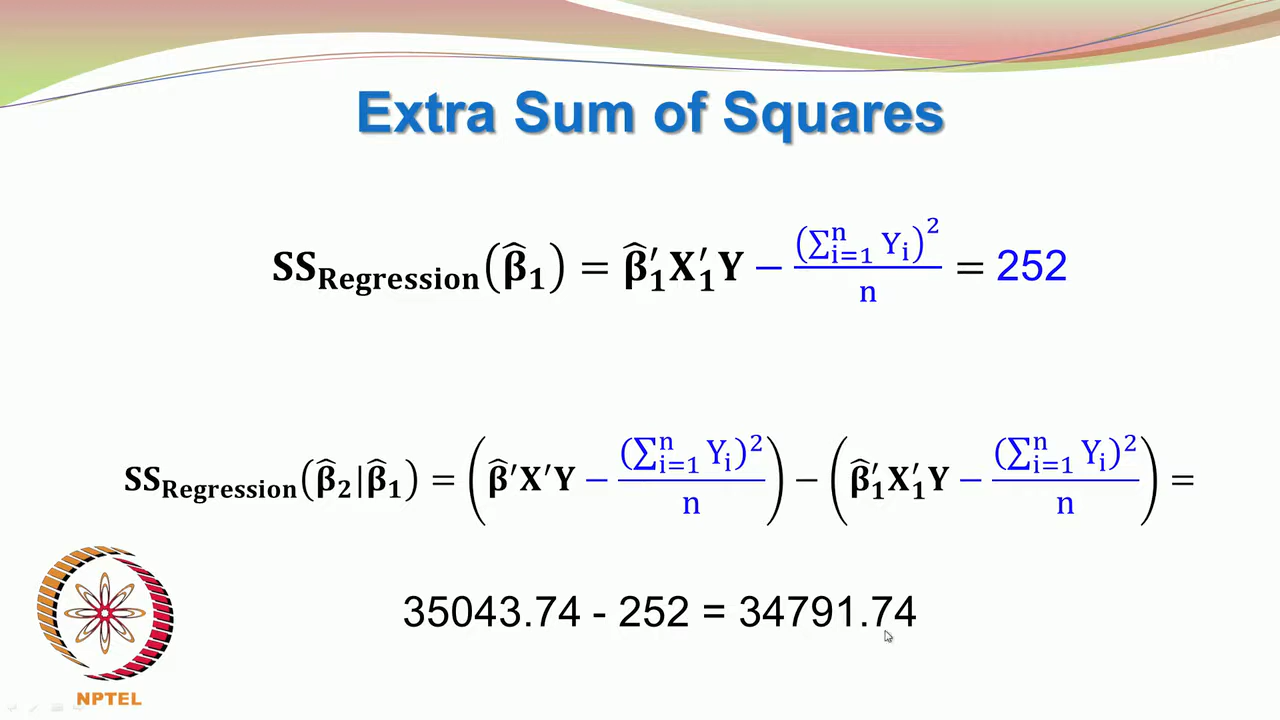 Extra Sum of Squares
SS_Regression(β̂₁) = β̂′₁X′₁Y − (∑ⁿᵢ₌₁ Yᵢ)² / n = 252
SS_Regression(β̂₂|β̂₁) = (β̂′X′Y − (∑ⁿᵢ₌₁ Yᵢ)² / n) − (β̂′₁X′₁Y − (∑ⁿᵢ₌₁ Yᵢ)² / n) =
35043.74 - 252 = 34791.74
NPTEL